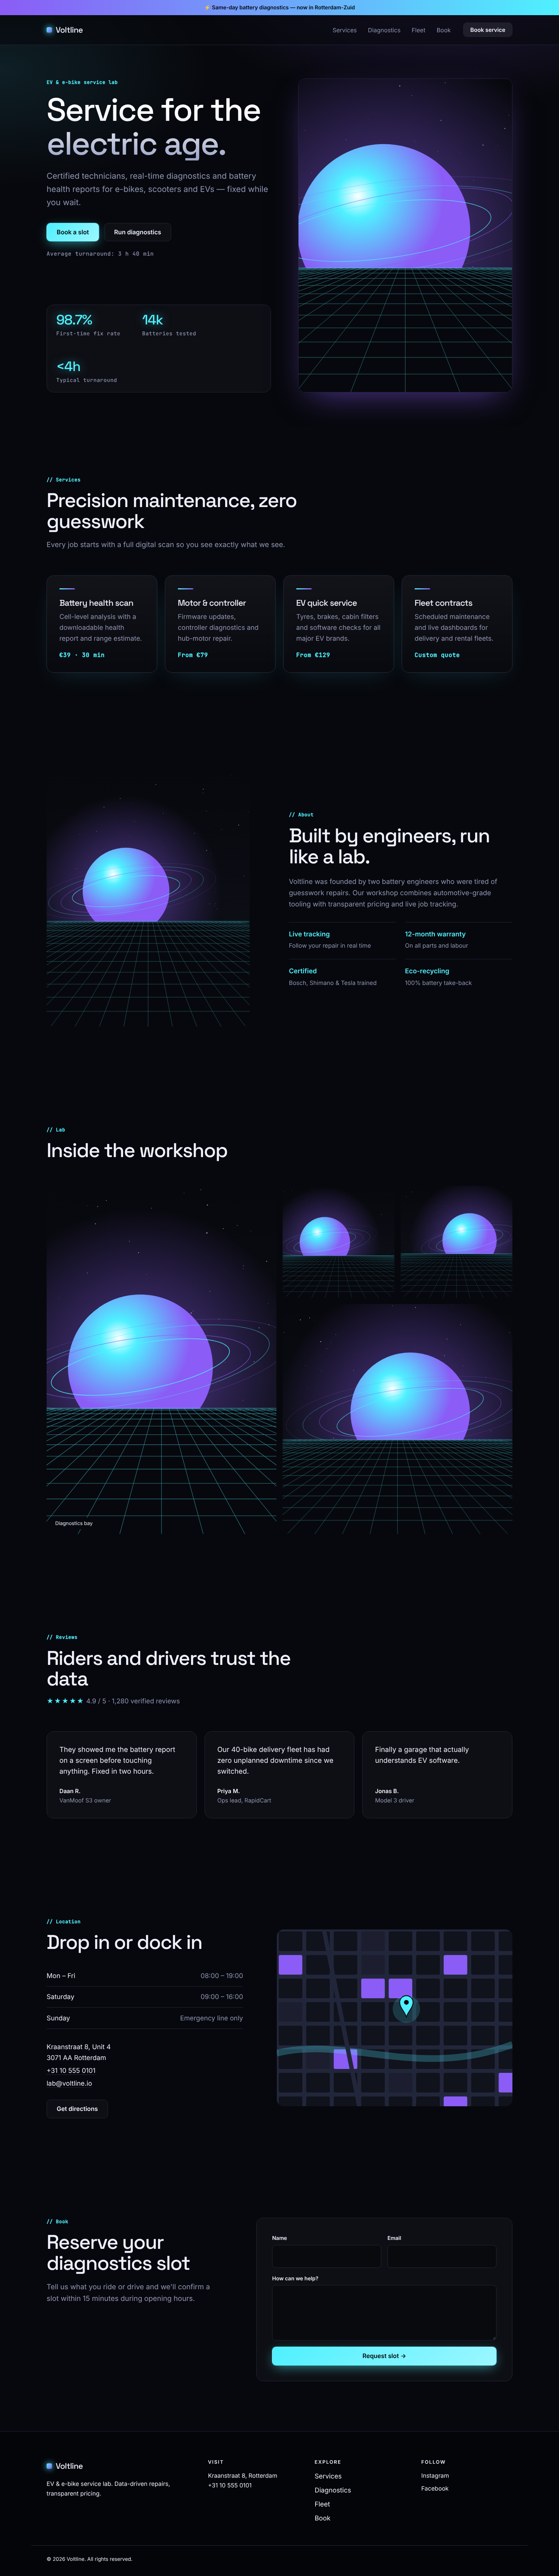 ⚡ Same-day battery diagnostics — now in Rotterdam-Zuid
Voltline
Services
Diagnostics
Fleet
Book
Book service
EV & e-bike service lab
Service for the
electric age.
Certified technicians, real-time diagnostics and battery
health reports for e-bikes, scooters and EVs — fixed while
you wait.
Book a slot
Run diagnostics
Average turnaround: 3 h 40 min
98.7%
First-time fix rate
14k
Batteries tested
<4h
Typical turnaround
// Services
Precision maintenance, zero
guesswork
Every job starts with a full digital scan so you see exactly what we see.
Battery health scan
Cell-level analysis with a
downloadable health
report and range estimate.
€39 · 30 min
Motor & controller
Firmware updates,
controller diagnostics and
hub-motor repair.
From €79
EV quick service
Tyres, brakes, cabin filters
and software checks for all
major EV brands.
From €129
Fleet contracts
Scheduled maintenance
and live dashboards for
delivery and rental fleets.
Custom quote
// About
Built by engineers, run
like a lab.
Voltline was founded by two battery engineers who were tired of
guesswork repairs. Our workshop combines automotive-grade
tooling with transparent pricing and live job tracking.
Live tracking
Follow your repair in real time
12-month warranty
On all parts and labour
Certified
Bosch, Shimano & Tesla trained
Eco-recycling
100% battery take-back
// Lab
Inside the workshop
Diagnostics bay
// Reviews
Riders and drivers trust the
data
★★★★★ 4.9 / 5 · 1,280 verified reviews
They showed me the battery report
on a screen before touching
anything. Fixed in two hours.
Daan R.
VanMoof S3 owner
Our 40-bike delivery fleet has had
zero unplanned downtime since we
switched.
Priya M.
Ops lead, RapidCart
Finally a garage that actually
understands EV software.
Jonas B.
Model 3 driver
// Location
Drop in or dock in
Mon – Fri
08:00 – 19:00
Saturday
09:00 – 16:00
Sunday
Emergency line only
Kraanstraat 8, Unit 4
3071 AA Rotterdam
+31 10 555 0101
lab@voltline.io
Get directions
// Book
Reserve your
diagnostics slot
Tell us what you ride or drive and we'll confirm a
slot within 15 minutes during opening hours.
Name
Email
How can we help?
Request slot →
Voltline
EV & e-bike service lab. Data-driven repairs,
transparent pricing.
VISIT
Kraanstraat 8, Rotterdam
+31 10 555 0101
EXPLORE
Services
Diagnostics
Fleet
Book
FOLLOW
Instagram
Facebook
© 2026 Voltline. All rights reserved.